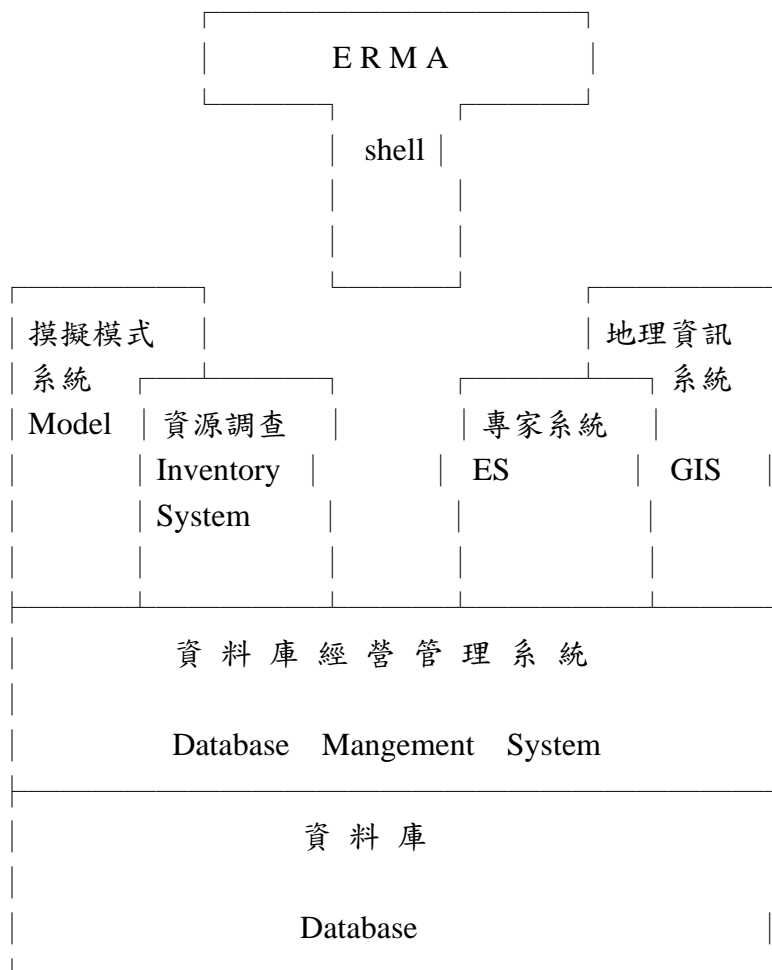 E R M A
shell
摸擬模式
系統
Model
資源調查
Inventory
System
專家系統
ES
地理資訊
系統
GIS
資 料 庫 經 營 管 理 系 統
Database Mangement System
資 料 庫
Database